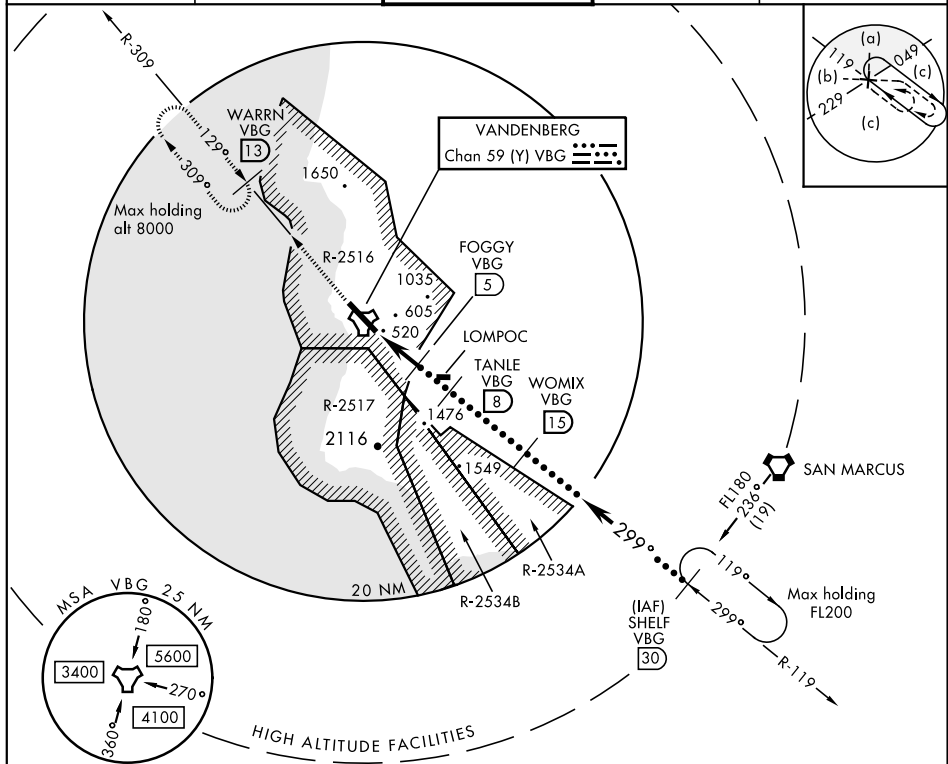 R-309
WARRN
VBG
13
129°
309°
Max holding
alt 8000
1650
VANDENBERG
Chan 59 (Y) VBG
(a)
119
049
(b)
(c)
229
(c)
R-2516
1035
605
520
FOGGY
VBG
5
LOMPOC
TANLE
VBG
8
WOMIX
VBG
15
R-2517
2116
1476
1549
SAN MARCUS
FL180
236°
(19)
299°
119°
Max holding
FL200
299°
R-119
R-2534A
R-2534B
20 NM
(IAF)
SHELF
VBG
30
MSA VBG 25 NM
180°
3400
5600
270°
4100
360°
HIGH ALTITUDE FACILITIES